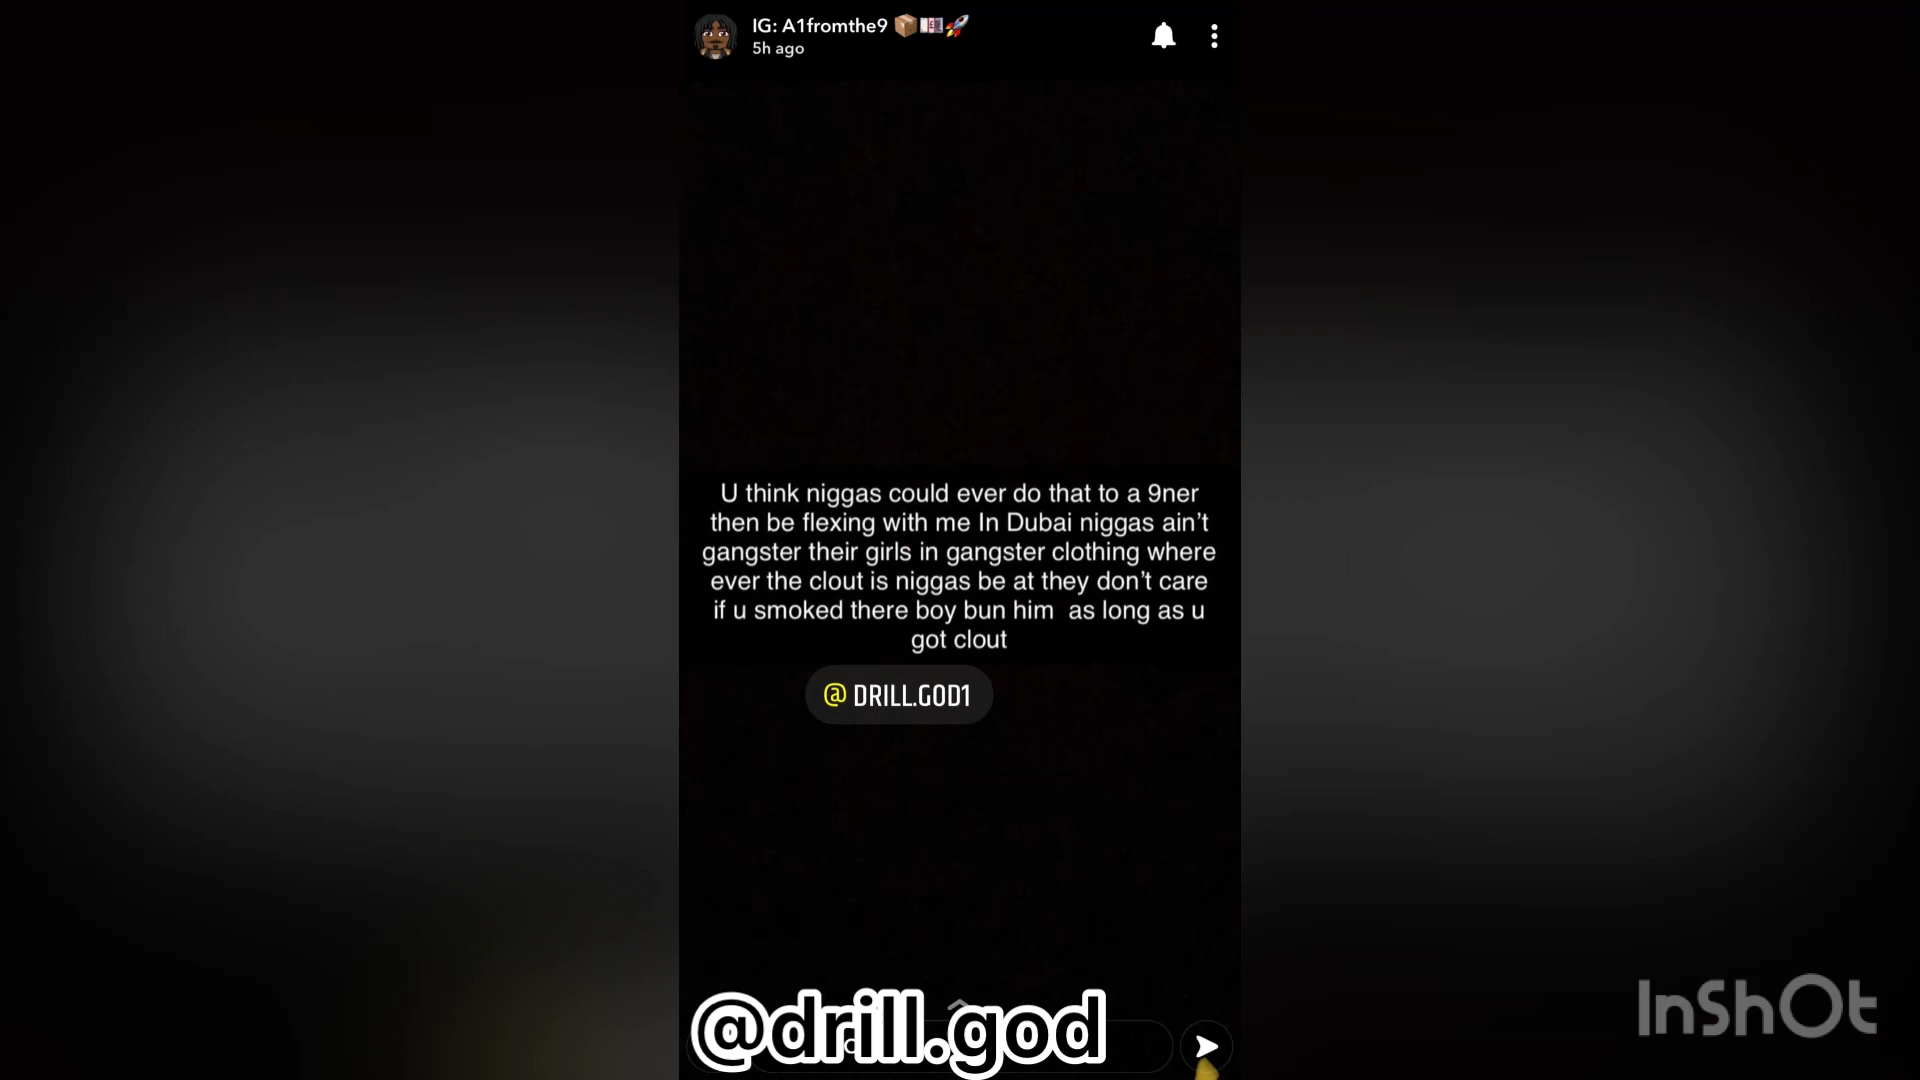 IG: A1fromthe9 📦💷🚀
5h ago
U think niggas could ever do that to a 9ner
then be flexing with me In Dubai niggas ain't
gangster their girls in gangster clothing where
ever the clout is niggas be at they don't care
if u smoked there boy bun him  as long as u
got clout
@ DRILL.GOD1
@drill.god
InShOt